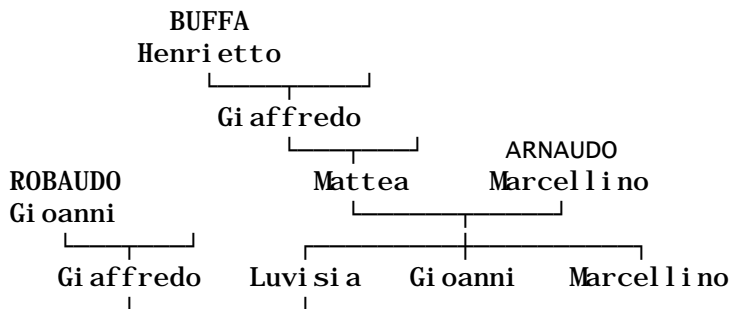 BUFFA
Henrietto
Giaffredo
ARNAUDO
ROBAUDO Mattea Marcellino
Gioanni
Giaffredo Luvisia Gioanni Marcellino